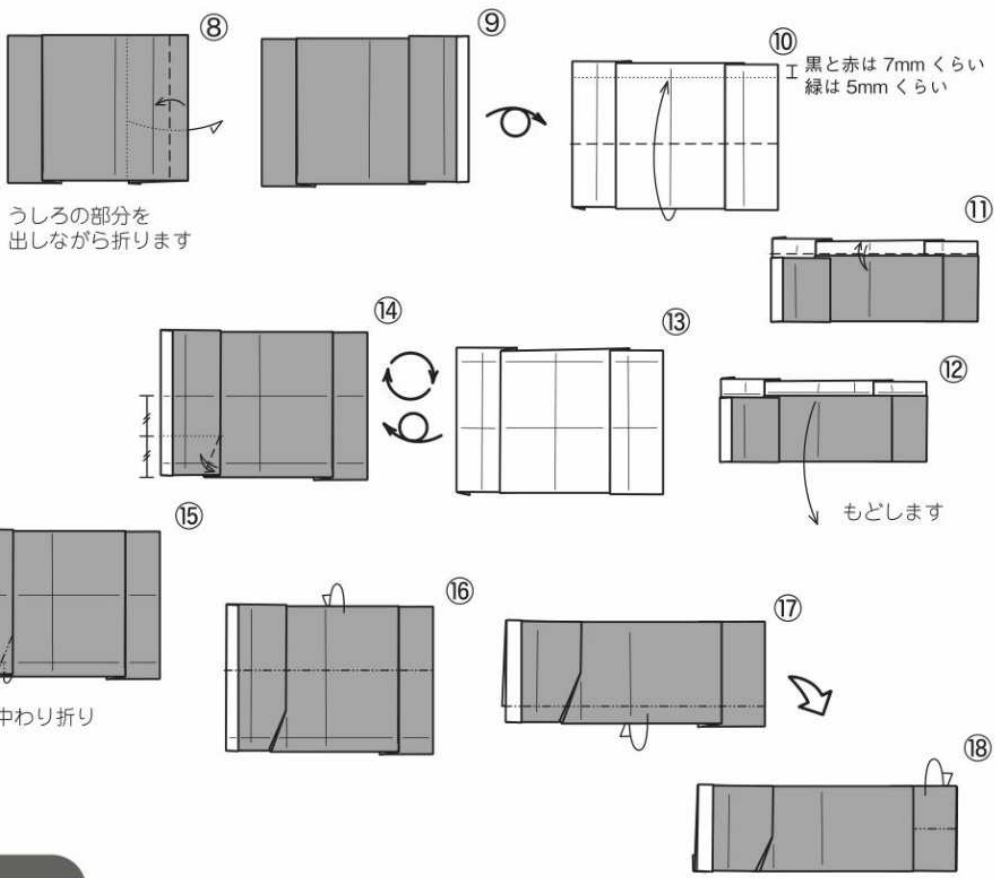 ⑧
うしろの部分を
出しながら折ります
⑨
⑩
黒と赤は 7mm くらい
緑は 5mm くらい
⑪
⑫
もどします
⑬
⑭
⑮
中わり折り
⑯
⑰
⑱